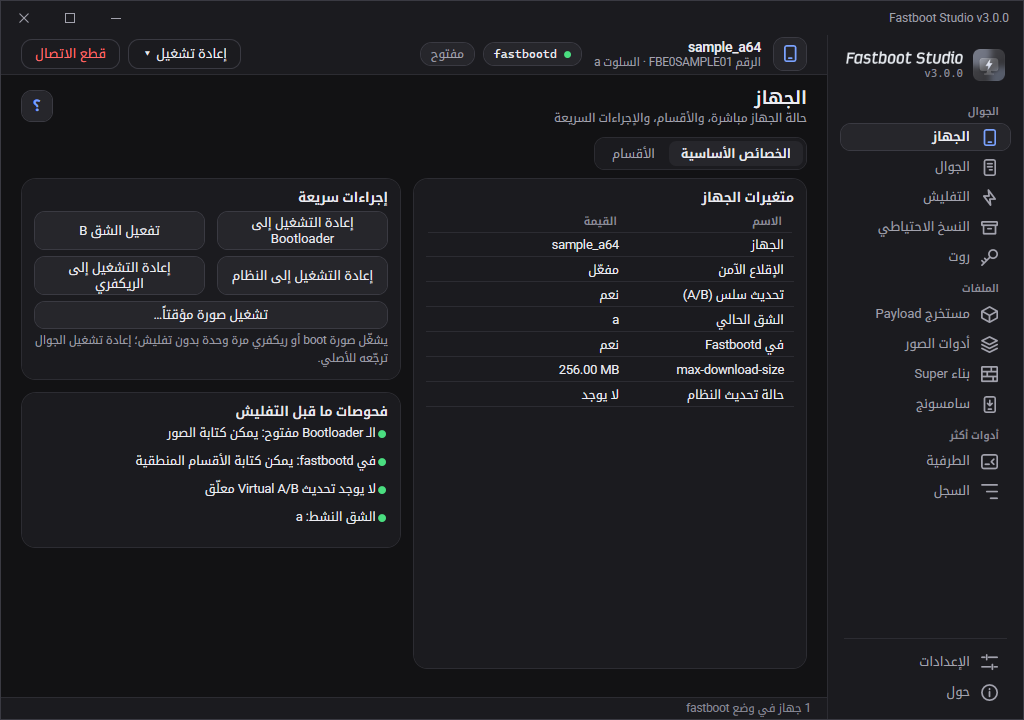 Fastboot Studio v3.0.0
Fastboot Studio
v3.0.0
الجوال
الجهاز
الجوال
التفليش
النسخ الاحتياطي
روت
الملفات
مستخرج Payload
أدوات الصور
بناء Super
سامسونج
أدوات أكثر
الطرفية
السجل
الإعدادات
حول
sample_a64
الرقم FBE0SAMPLE01 · السلوت a
fastbootd
مفتوح
إعادة تشغيل
قطع الاتصال
الجهاز
حالة الجهاز مباشرة، والأقسام، والإجراءات السريعة
؟
الخصائص الأساسية
الأقسام
متغيرات الجهاز
الاسم القيمة
الجهاز sample_a64
الإقلاع الآمن مفعّل
تحديث سلس (A/B) نعم
الشق الحالي a
في Fastbootd نعم
max-download-size 256.00 MB
حالة تحديث النظام لا يوجد
إجراءات سريعة
إعادة التشغيل إلى
Bootloader
تفعيل الشق B
إعادة التشغيل إلى النظام
إعادة التشغيل إلى
الريكفري
تشغيل صورة مؤقتاً...
يشغّل صورة boot أو ريكفري مرة وحدة بدون تفليش؛ إعادة تشغيل الجوال
ترجّعه للأصلي.
فحوصات ما قبل التفليش
الـ Bootloader مفتوح: يمكن كتابة الصور
في fastbootd: يمكن كتابة الأقسام المنطقية
لا يوجد تحديث Virtual A/B معلّق
الشق النشط: a
1 جهاز في وضع fastboot